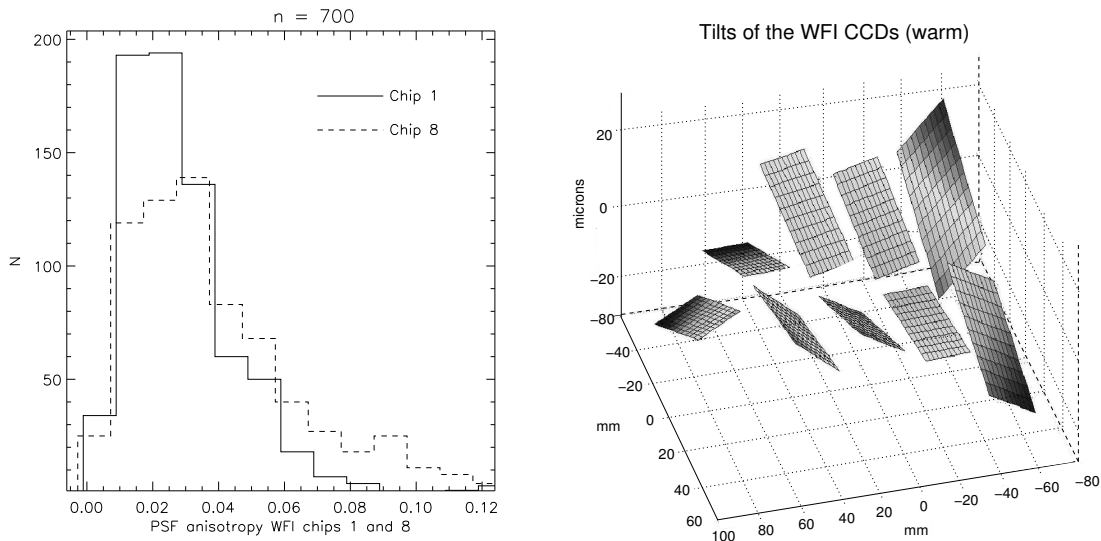 n = 700
200
150
100
50
N
Chip 1
Chip 8
0.00 0.02 0.04 0.06 0.08 0.10 0.12
PSF anisotropy WFI chips 1 and 8
Tilts of the WFI CCDs (warm)
20
0
−20
microns
−80
−40
−20
0
20
40
60
mm
100 80 60 40 20 0 −20 −40 −60 −80
mm